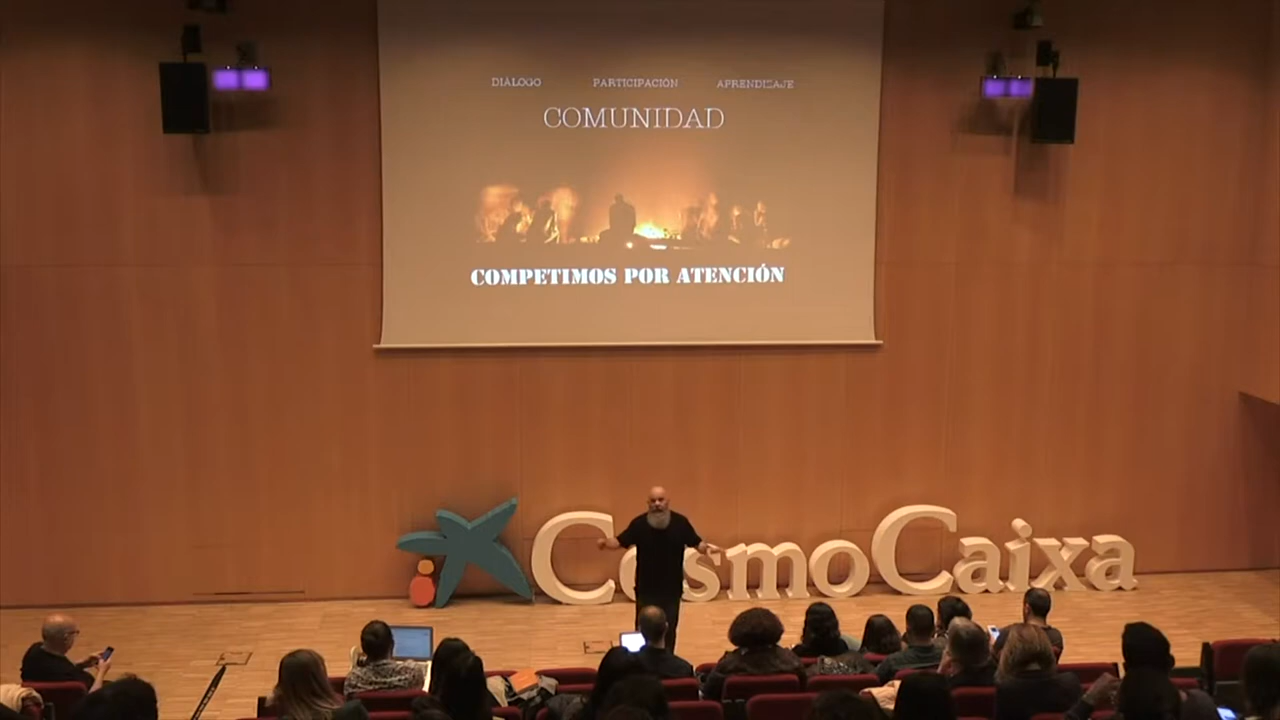 DIÁLOGO PARTICIPACIÓN APRENDIZAJE
COMUNIDAD
COMPETIMOS POR ATENCIÓN
CosmoCaixa